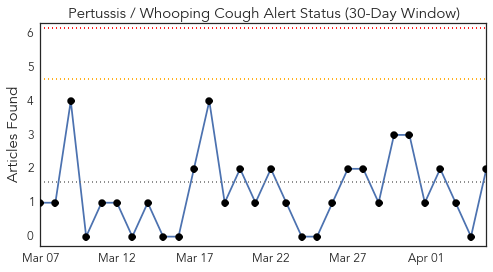 Pertussis / Whooping Cough Alert Status (30-Day Window)
Articles Found
6
5
4
3
2
1
0
Mar 07 Mar 12 Mar 17 Mar 22 Mar 27 Apr 01